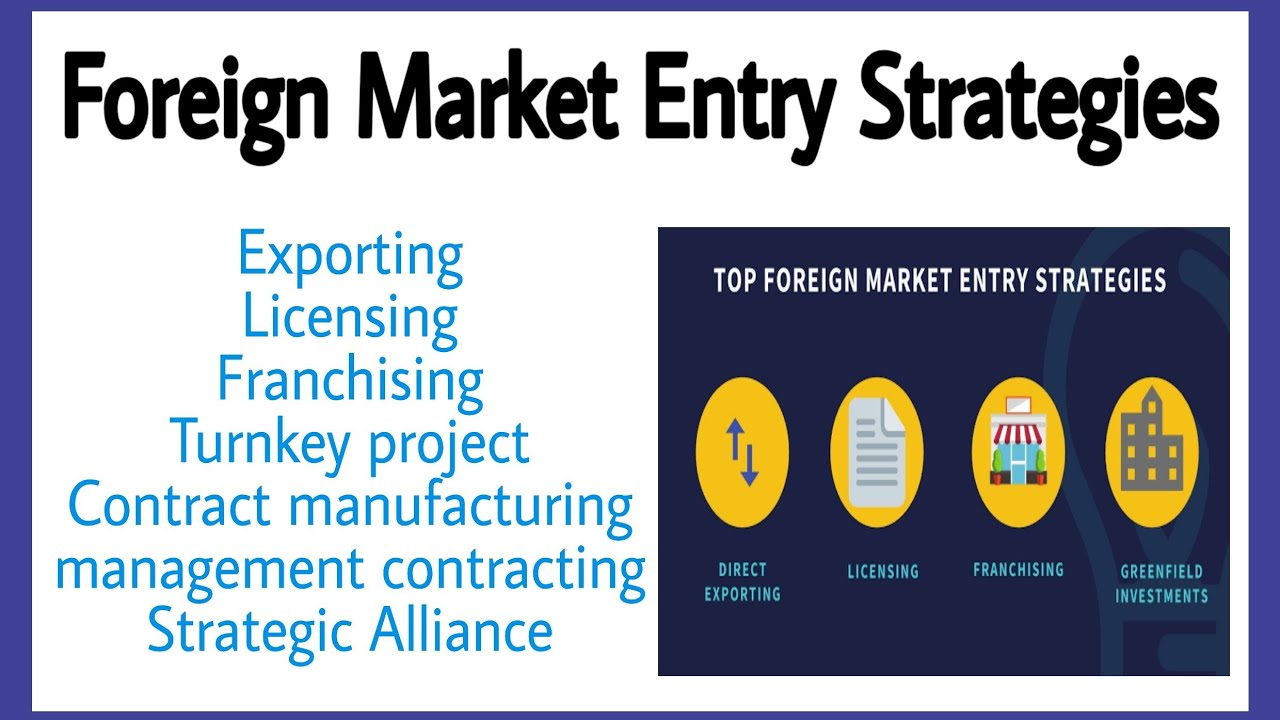 Foreign Market Entry Strategies
Exporting
Licensing
Franchising
Turnkey project
Contract manufacturing
management contracting
Strategic Alliance
TOP FOREIGN MARKET ENTRY STRATEGIES
DIRECT
EXPORTING
LICENSING
FRANCHISING
GREENFIELD
INVESTMENTS